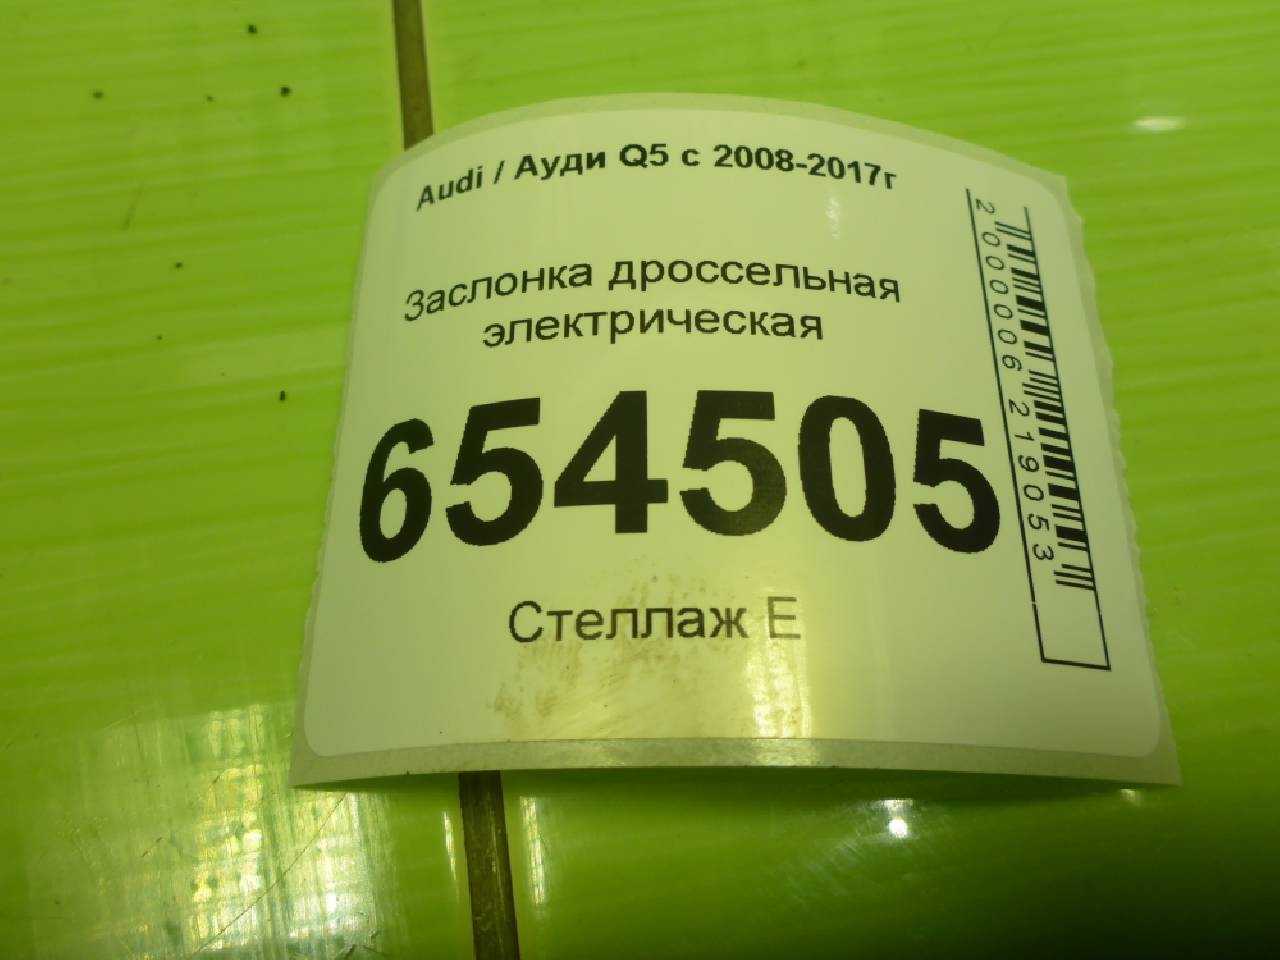 Audi / Ауди Q5 с 2008-2017г
Заслонка дроссельная
электрическая
654505
Стеллаж Е
2000006219053